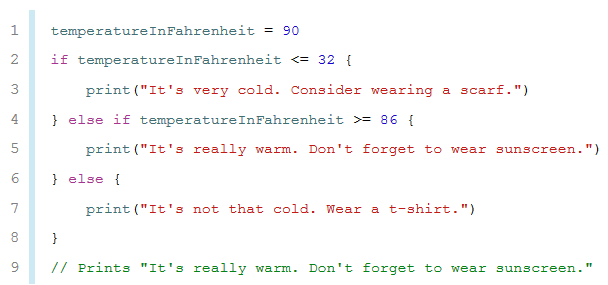 1 temperatureInFahrenheit = 90
2 if temperatureInFahrenheit <= 32 {
3 print("It's very cold. Consider wearing a scarf.")
4 } else if temperatureInFahrenheit >= 86 {
5 print("It's really warm. Don't forget to wear sunscreen.")
6 } else {
7 print("It's not that cold. Wear a t-shirt.")
8 }
9 // Prints "It's really warm. Don't forget to wear sunscreen."